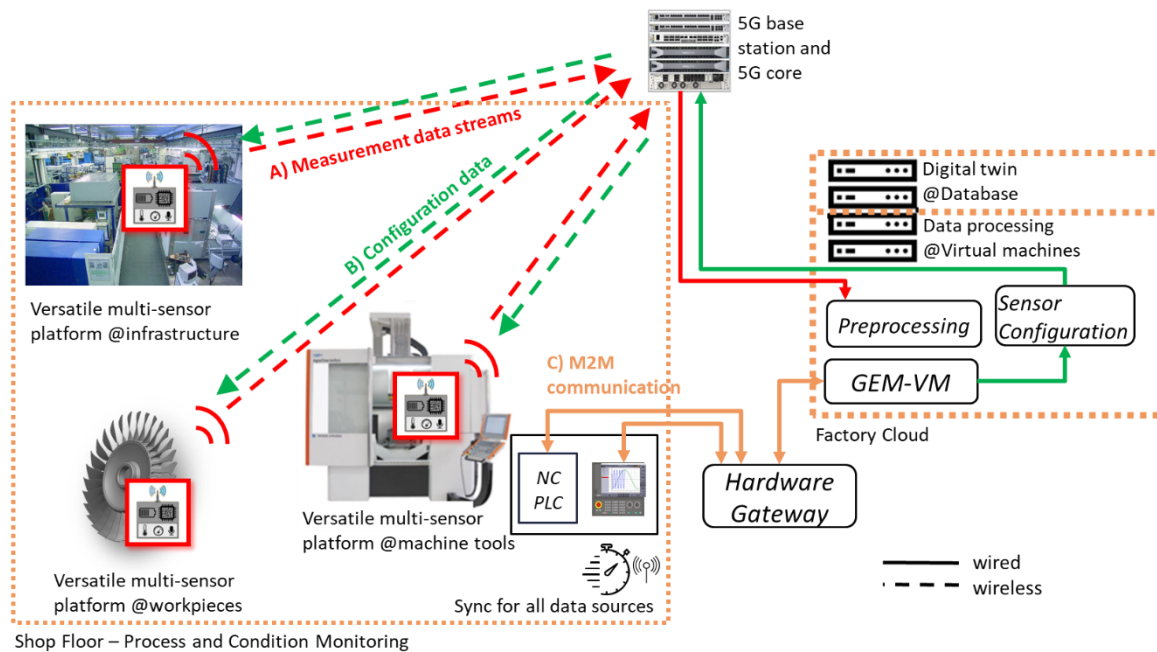 5G base
station and
5G core
A) Measurement data streams
B) Configuration data
Versatile multi-sensor
platform @infrastructure
Digital twin
@Database
Data processing
@Virtual machines
Preprocessing
Sensor
Configuration
GEM-VM
Factory Cloud
C) M2M
communication
NC
PLC
Hardware
Gateway
Versatile multi-sensor
platform @machine tools
Versatile multi-sensor
platform @workpieces
Sync for all data sources
wired
wireless
Shop Floor – Process and Condition Monitoring